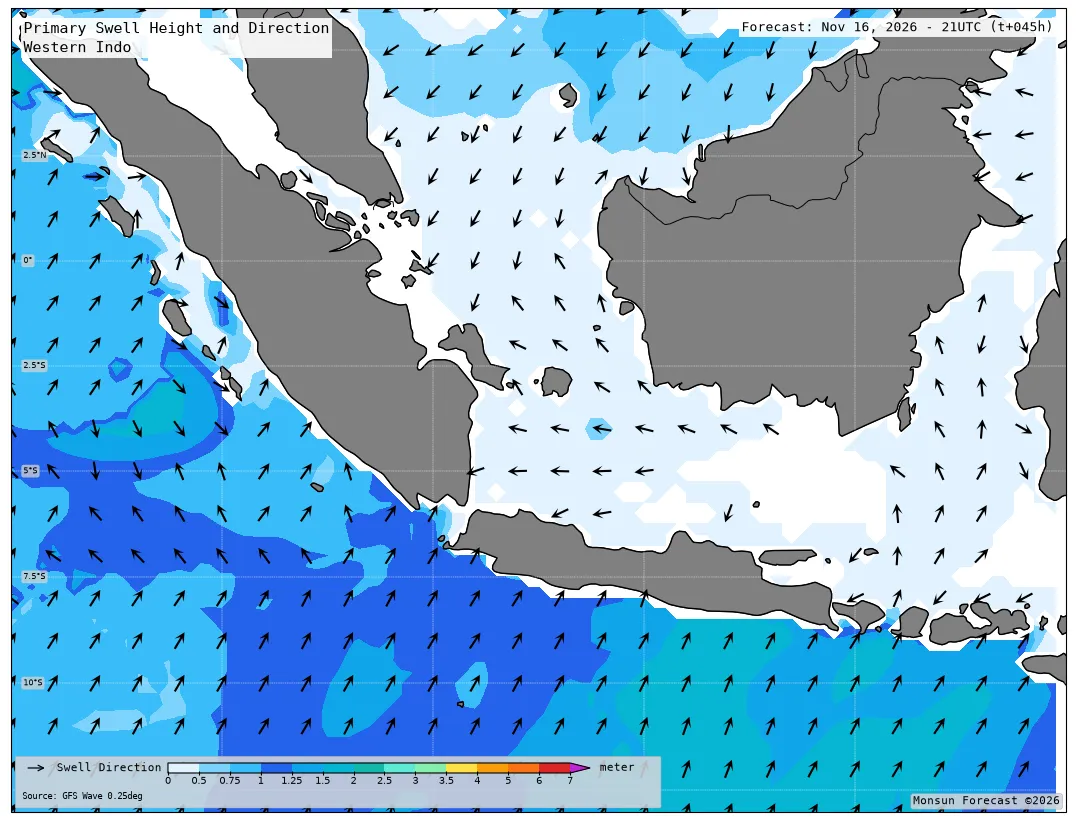 Primary Swell Height and Direction
Western Indo
Forecast: Nov 16, 2026 - 21UTC (t+045h)
2.5°N
0°
2.5°S
5°S
7.5°S
10°S
Swell Direction
0 0.5 0.75 1 1.25 1.5 2 2.5 3 3.5 4 5 6 7
meter
Source: GFS Wave 0.25deg
Monsun Forecast ©2026